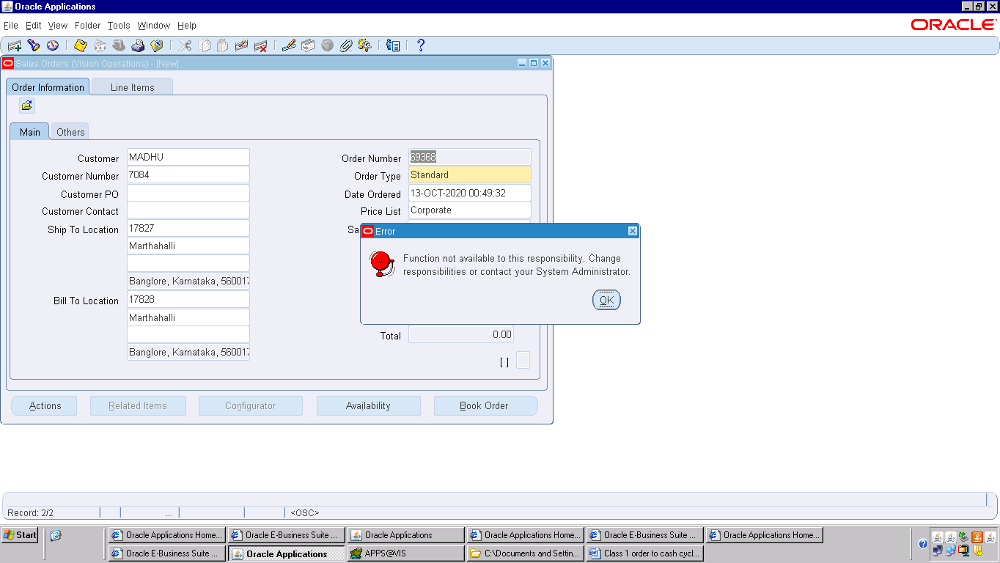 Oracle Applications
File Edit View Folder Tools Window Help
ORACLE
Sales Orders (Vision Operations) - [New]
Order Information Line Items
Main Others
Customer MADHU Order Number 69368
Customer Number 7084 Order Type Standard
Customer PO Date Ordered 13-OCT-2020 00:49:32
Customer Contact Price List Corporate
Ship To Location 17827 Sa
Marthahalli
Banglore, Karnataka, 560017
Bill To Location 17828
Marthahalli
Banglore, Karnataka, 560017
Error
Function not available to this responsibility. Change
responsibilities or contact your System Administrator.
OK
Total 0.00
[ ]
Actions Related Items Configurator Availability Book Order
Record: 2/2 ... <OSC>
Start Oracle Applications Home... Oracle E-Business Suite ... Oracle Applications Oracle Applications Home... Oracle E-Business Suite ... Oracle Applications Home...
Oracle E-Business Suite ... Oracle Applications APPS@VIS C:\Documents and Settin... Class 1 order to cash cycl...